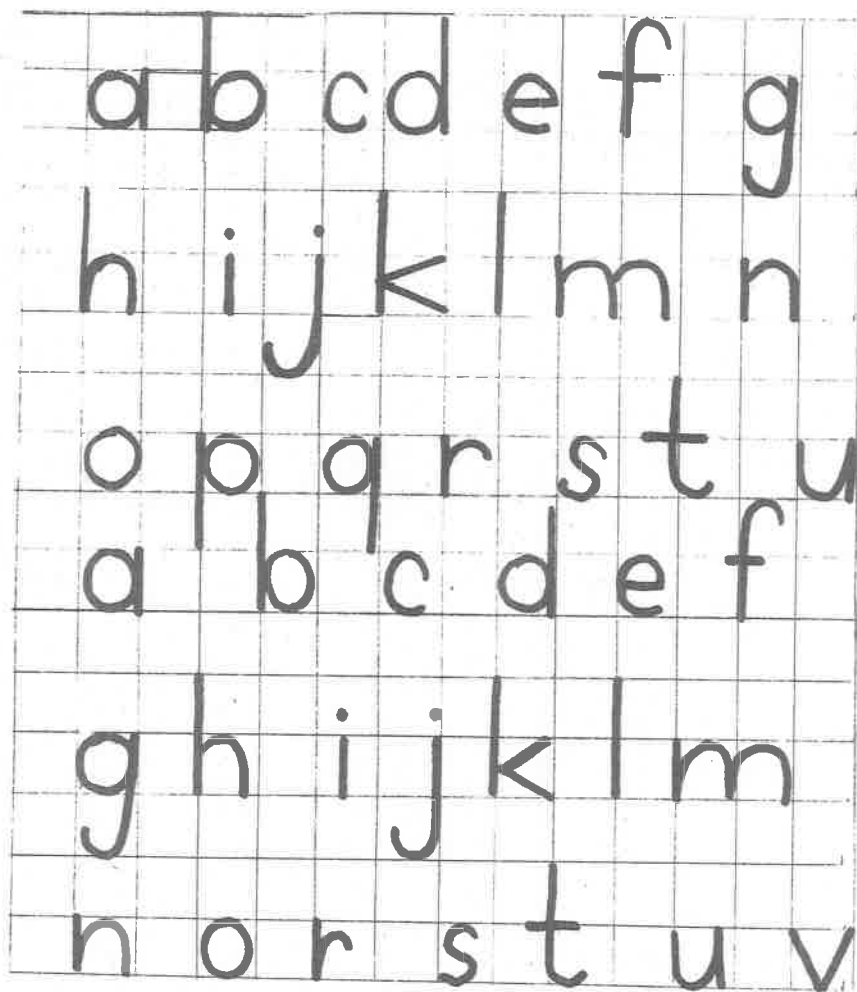 a b c d e f g
h i j k l m n
o p q r s t u
a b c d e f
g h i j k l m
n o r s t u v